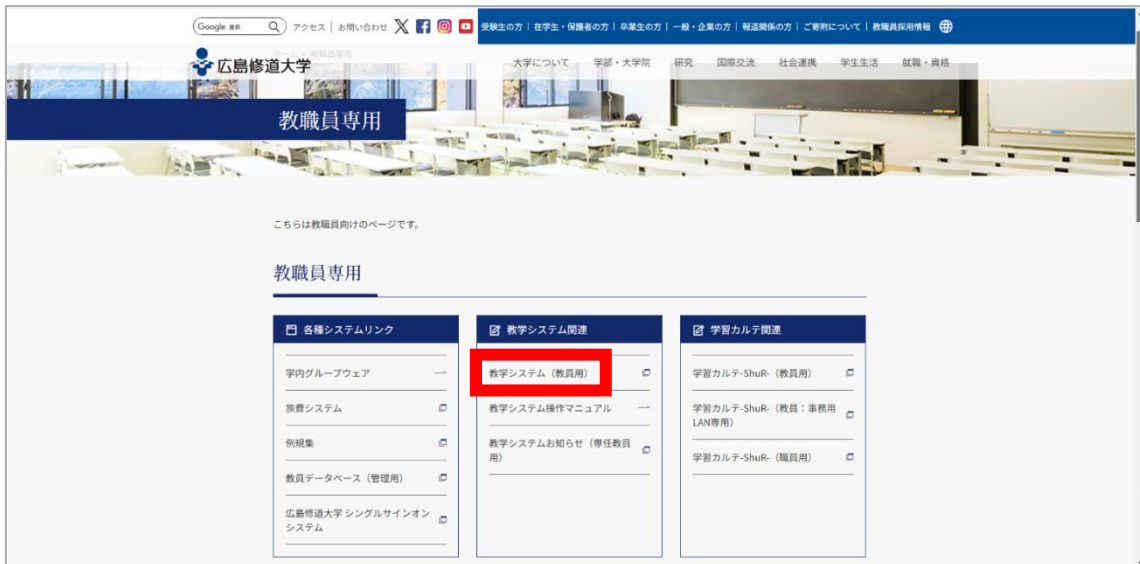 Google 提供
アクセス | お問い合わせ
受験生の方 | 在学生・保護者の方 | 卒業生の方 | 一般・企業の方 | 報道関係の方 | ご寄附について | 教職員採用情報
広島修道大学
ホーム > 教職員専用
大学について 学部・大学院 研究 国際交流 社会連携 学生生活 就職・資格
教職員専用
こちらは教職員向けのページです。
教職員専用
各種システムリンク
学内グループウェア
旅費システム
例規集
教員データベース（管理用）
広島修道大学 シングルサインオン
システム
教学システム関連
教学システム（教員用）
教学システム操作マニュアル
教学システムお知らせ（専任教員
用）
学習カルテ関連
学習カルテ-ShuR-（教員用）
学習カルテ-ShuR-（教員：事務用
LAN専用）
学習カルテ-ShuR-（職員用）